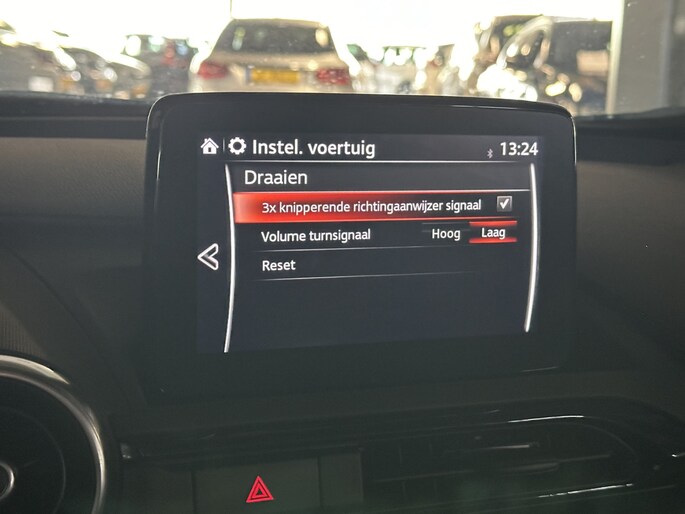 Instel. voertuig 13:24
Draaien
3x knipperende richtingaanwijzer signaal
Volume turnsignaal Hoog Laag
Reset